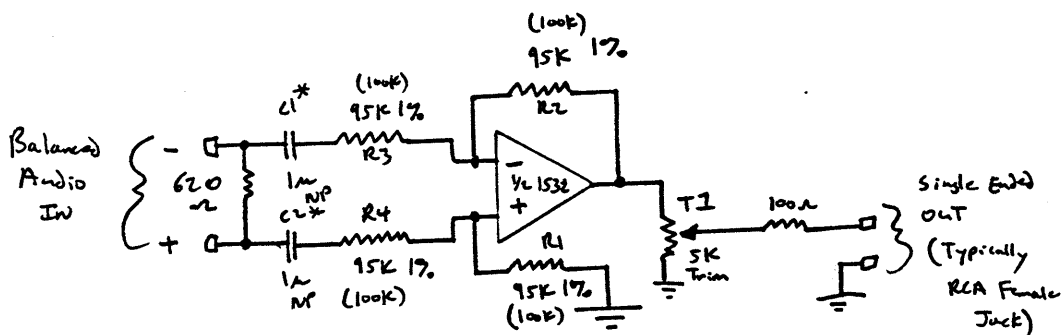 (100K)
95K 1%
R2
(100K)
95K 1%
R3
C1*
1µ
NP
Balanced
Audio
IN
-
+
620
Ω
C2*
1µ
NP
R4
95K 1%
(100K)
-
½ 1532
+
R1
95K 1%
(100K)
T1
5K
Trim
100Ω
Single Ended
OUT
(Typically
RCA Female
Jack)